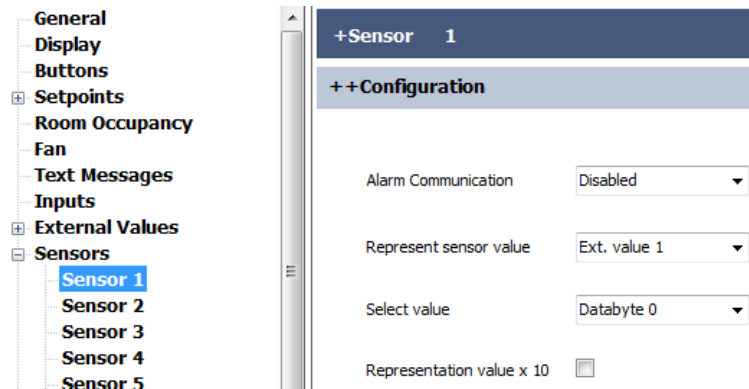 General
Display
Buttons
Setpoints
Room Occupancy
Fan
Text Messages
Inputs
External Values
Sensors
Sensor 1
Sensor 2
Sensor 3
Sensor 4
Sensor 5
+Sensor 1
++Configuration
Alarm Communication Disabled
Represent sensor value Ext. value 1
Select value Databyte 0
Representation value x 10